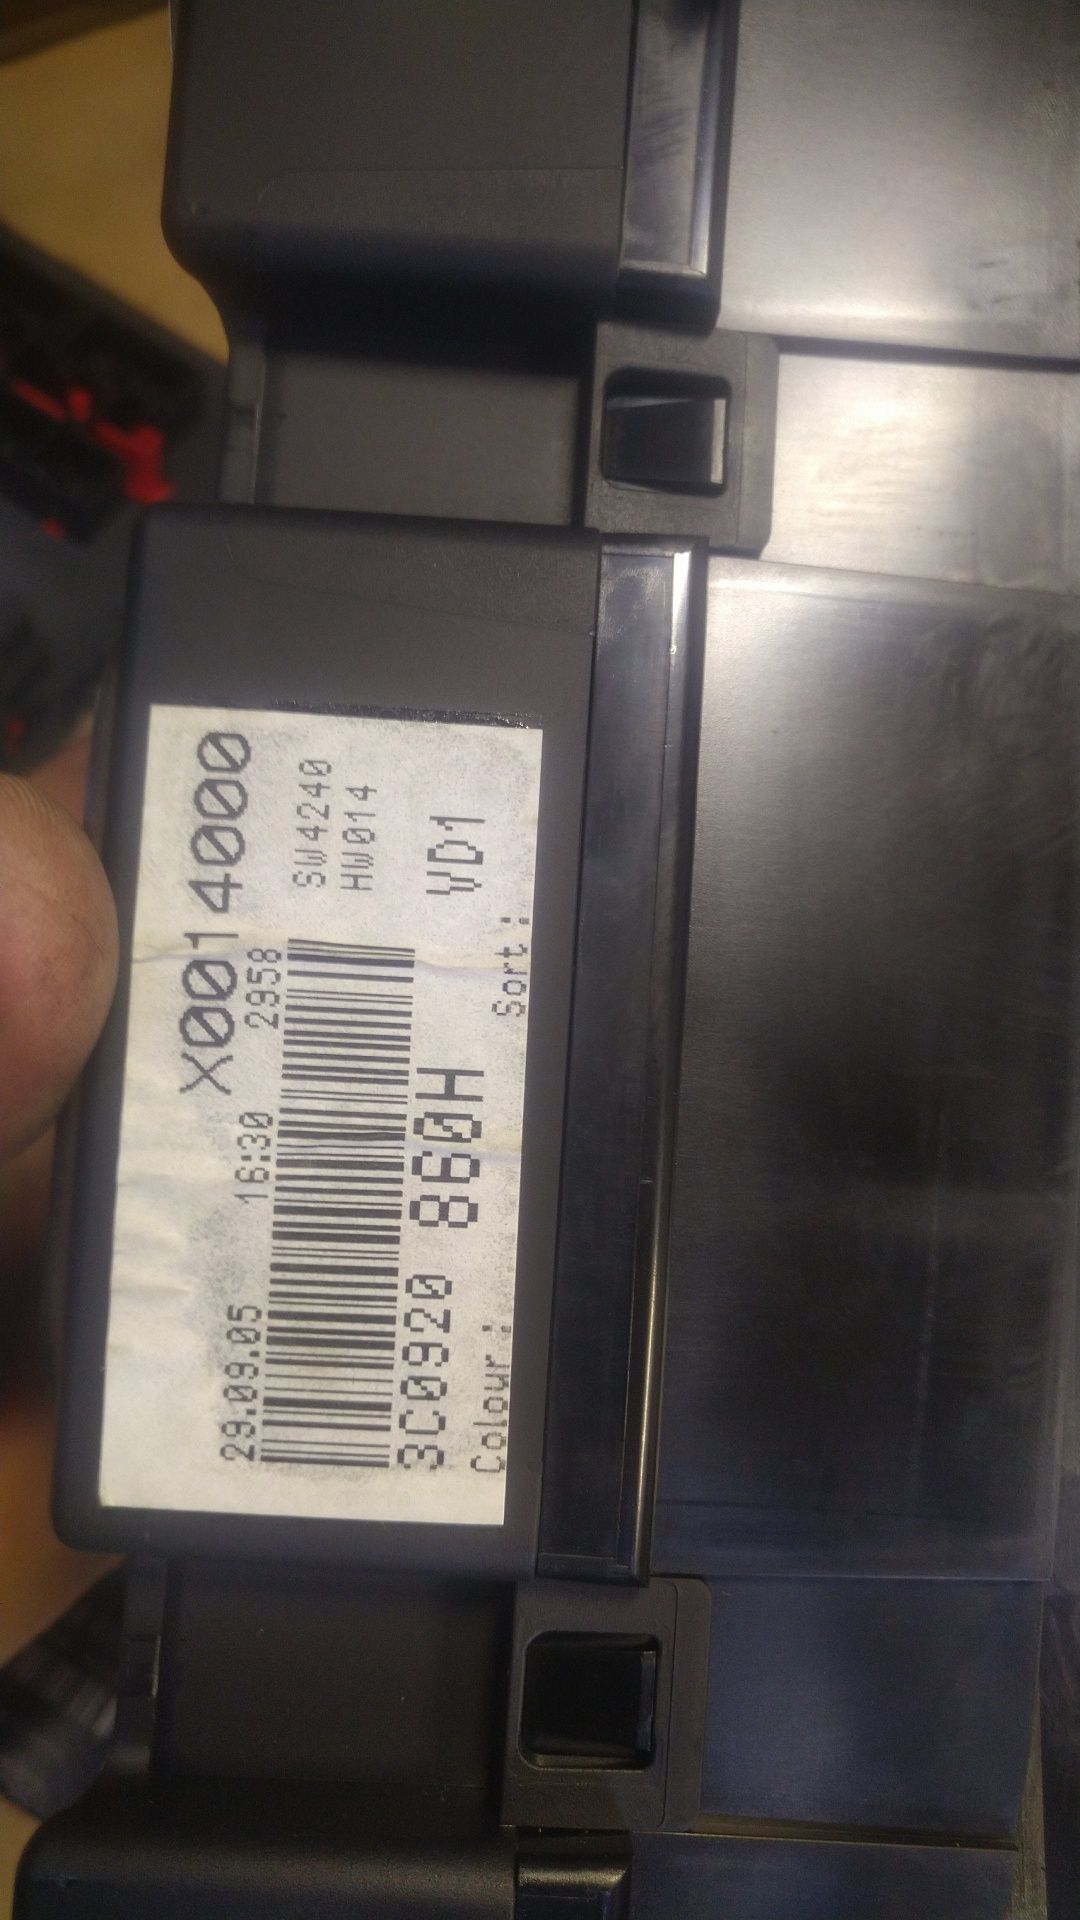 X0014000
29.09.05 16:30 2958
SW4240
HW014
3C0920 860H VD1
Colour: Sort: